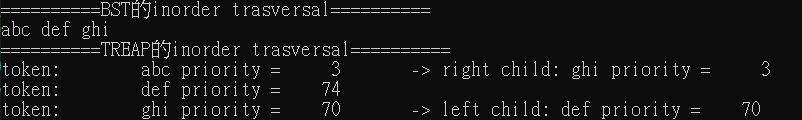 ==========BST的inorder trasversal==========
abc def ghi
==========TREAP的inorder trasversal==========
token:        abc priority =     3       -> right child: ghi priority =     3
token:        def priority =    74
token:        ghi priority =    70       -> left child: def priority =    70